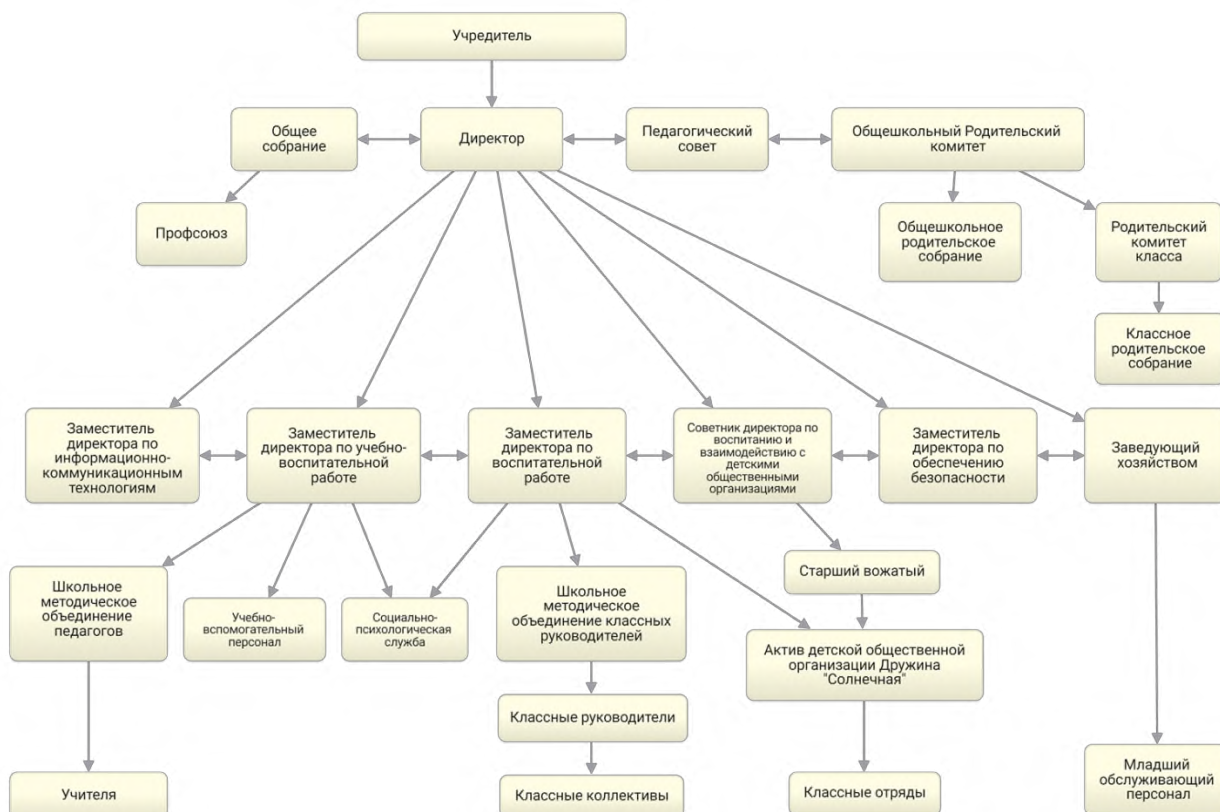 Учредитель
Общее
собрание
Директор
Педагогический
совет
Общешкольный Родительский
комитет
Профсоюз
Общешкольное
родительское
собрание
Родительский
комитет
класса
Классное
родительское
собрание
Заместитель
директора по
информационно-
коммуникационным
технологиям
Заместитель
директора по учебно-
воспитательной
работе
Заместитель
директора по
воспитательной
работе
Советник директора по
воспитанию и
взаимодействию с
детскими
общественными
организациями
Заместитель
директора по
обеспечению
безопасности
Заведующий
хозяйством
Школьное
методическое
объединение
педагогов
Учебно-
вспомогательный
персонал
Социально-
психологическая
служба
Школьное
методическое
объединение классных
руководителей
Старший вожатый
Актив детской общественной
организации Дружина
"Солнечная"
Классные руководители
Учителя
Классные коллективы
Классные отряды
Младший
обслуживающий
персонал